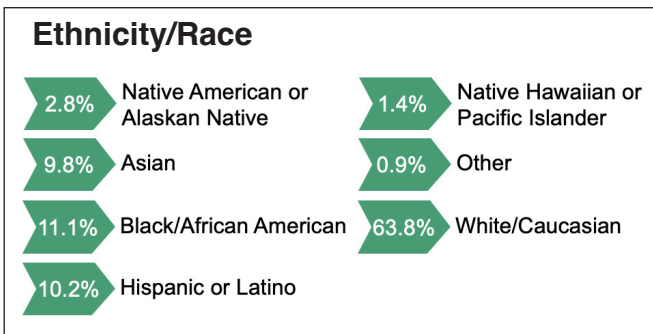 Ethnicity/Race
2.8%
Native American or
Alaskan Native
9.8%
Asian
11.1%
Black/African American
10.2%
Hispanic or Latino
1.4%
Native Hawaiian or
Pacific Islander
0.9%
Other
63.8%
White/Caucasian